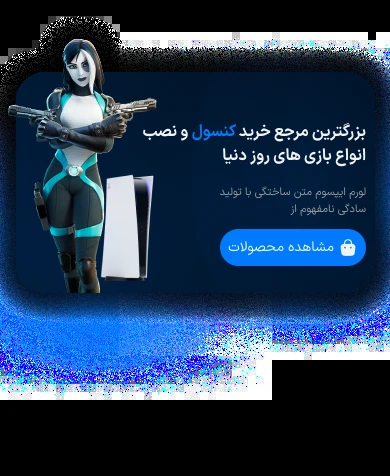 بزرگترین مرجع خرید کنسول و نصب
انواع بازی های روز دنیا
لورم ایپسوم متن ساختگی با تولید
سادگی نامفهوم از
مشاهده محصولات